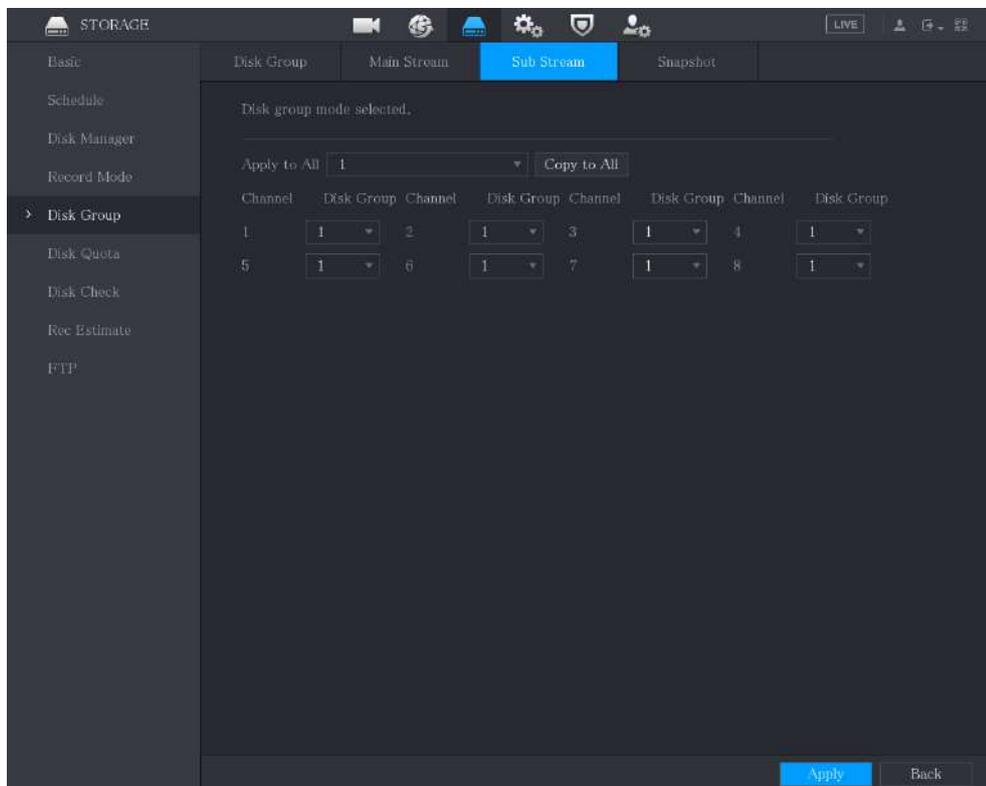 STORAGE LIVE
Basic
Schedule
Disk Manager
Record Mode
Disk Group
Disk Quota
Disk Check
Rec Estimate
FTP
Disk Group Main Stream Sub Stream Snapshot
Disk group mode selected.
Apply to All 1 Copy to All
Channel Disk Group Channel Disk Group Channel Disk Group Channel Disk Group
1 1 2 1 3 1 4 1
5 1 6 1 7 1 8 1
Apply Back